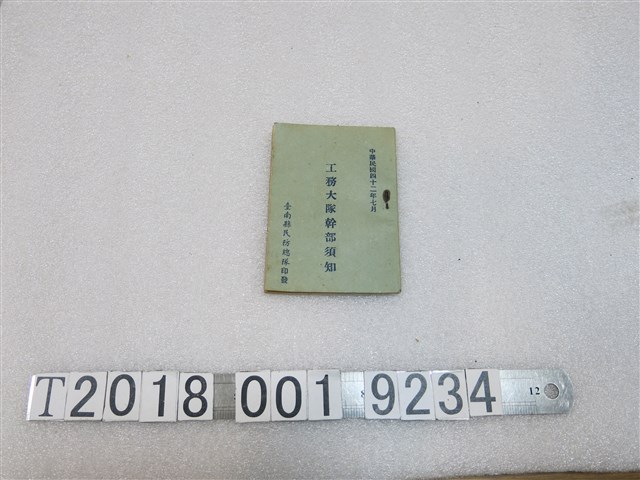 中華民國四十二年七月
工務大隊幹部須知
臺南縣民防總隊印發
T2018 001 9234
12